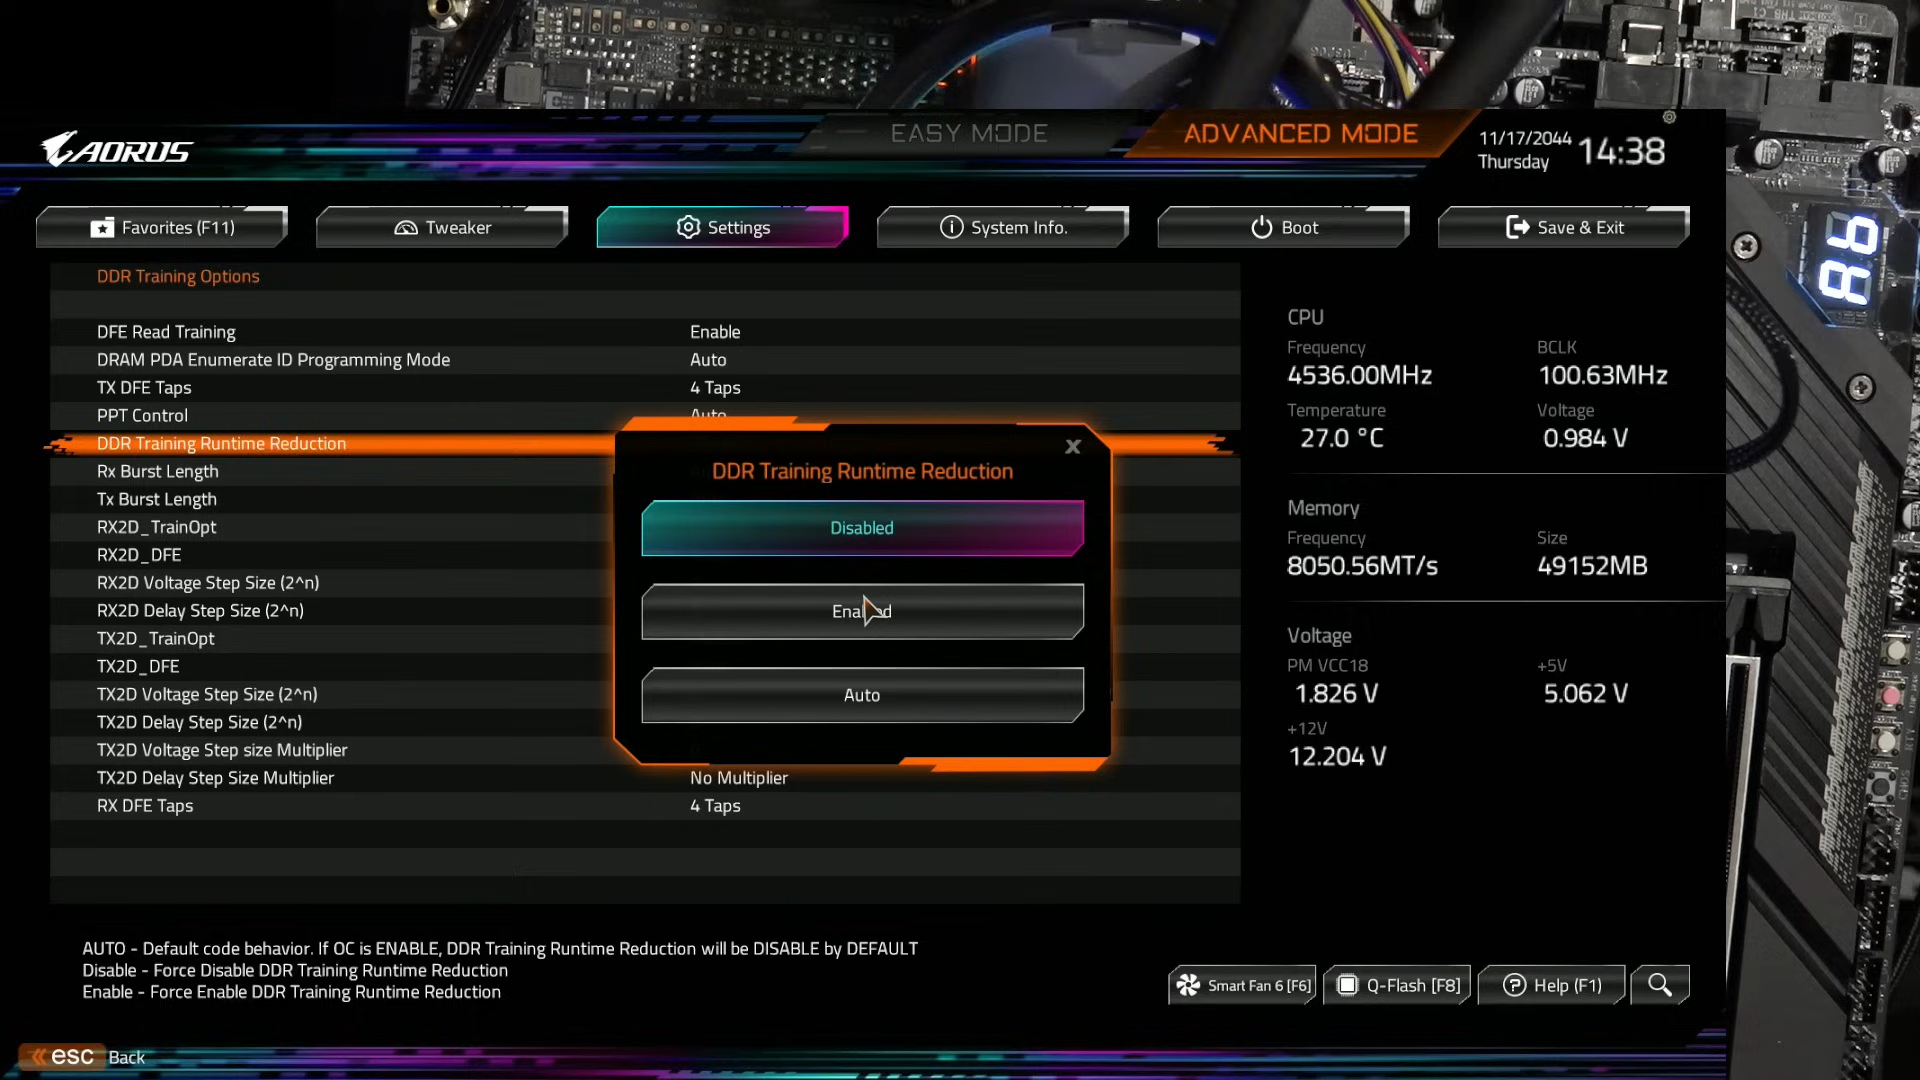 AORUS
EASY MODE
ADVANCED MODE
11/17/2044
Thursday
14:38
Favorites (F11)
Tweaker
Settings
System Info.
Boot
Save & Exit
DDR Training Options
DFE Read Training Enable
DRAM PDA Enumerate ID Programming Mode Auto
TX DFE Taps 4 Taps
PPT Control Auto
DDR Training Runtime Reduction
Rx Burst Length
Tx Burst Length
RX2D_TrainOpt
RX2D_DFE
RX2D Voltage Step Size (2^n)
RX2D Delay Step Size (2^n)
TX2D_TrainOpt
TX2D_DFE
TX2D Voltage Step Size (2^n)
TX2D Delay Step Size (2^n)
TX2D Voltage Step size Multiplier
TX2D Delay Step Size Multiplier No Multiplier
RX DFE Taps 4 Taps
X
DDR Training Runtime Reduction
Disabled
Enabled
Auto
CPU
Frequency BCLK
4536.00MHz 100.63MHz
Temperature Voltage
27.0 °C 0.984 V
Memory
Frequency Size
8050.56MT/s 49152MB
Voltage
PM VCC18 +5V
1.826 V 5.062 V
+12V
12.204 V
AUTO - Default code behavior. If OC is ENABLE, DDR Training Runtime Reduction will be DISABLE by DEFAULT
Disable - Force Disable DDR Training Runtime Reduction
Enable - Force Enable DDR Training Runtime Reduction
Smart Fan 6 [F6]
Q-Flash [F8]
Help (F1)
esc Back